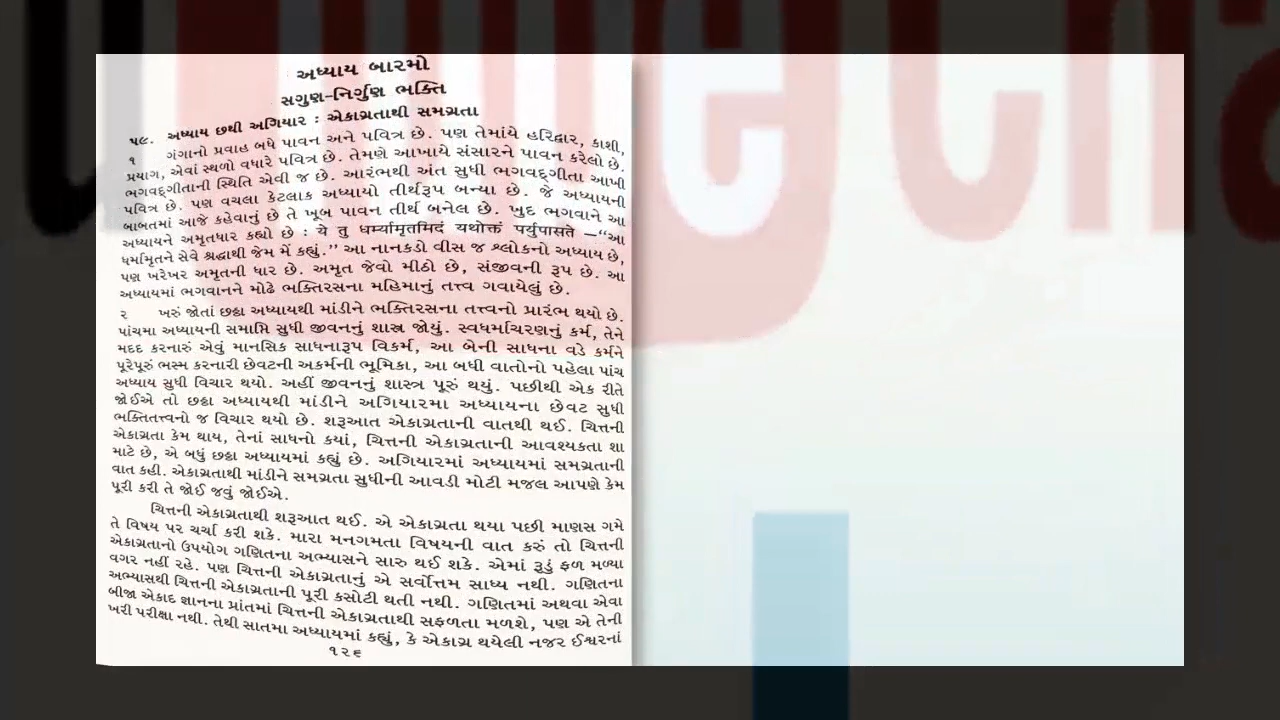 અધ્યાય બારમો
સગુણ-નિર્ગુણ ભક્તિ
૫૯. અધ્યાય છથી અગિયાર : એકાગ્રતાથી સમગ્રતા
૧ ગંગાનો પ્રવાહ બધે પાવન અને પવિત્ર છે. પણ તેમાંયે હરિદ્વાર, કાશી,
પ્રયાગ, એવાં સ્થળો વધારે પવિત્ર છે. તેમણે આખાયે સંસારને પાવન કરેલો છે.
ભગવદ્ગીતાની સ્થિતિ એવી જ છે. આરંભથી અંત સુધી ભગવદ્ગીતા આખી
પવિત્ર છે. પણ વચલા કેટલાક અધ્યાયો તીર્થરૂપ બન્યા છે. જે અધ્યાયની
બાબતમાં આજે કહેવાનું છે તે ખૂબ પાવન તીર્થ બનેલ છે. ખુદ ભગવાને આ
અધ્યાયને અમૃતધાર કહ્યો છે : યે તુ ધર્મ્યામૃતમિદં યથોક્તં પર્યુપાસતે —“આ
ધર્મામૃતને સેવે શ્રદ્ધાથી જેમ મેં કહ્યું.” આ નાનકડો વીસ જ શ્લોકનો અધ્યાય છે,
પણ ખરેખર અમૃતની ધાર છે. અમૃત જેવો મીઠો છે, સંજીવની રૂપ છે. આ
અધ્યાયમાં ભગવાનને મોઢે ભક્તિરસના મહિમાનું તત્ત્વ ગવાયેલું છે.
૨ ખરું જોતાં છઠ્ઠા અધ્યાયથી માંડીને ભક્તિરસના તત્ત્વનો પ્રારંભ થયો છે.
પાંચમા અધ્યાયની સમાપ્તિ સુધી જીવનનું શાસ્ત્ર જોયું. સ્વધર્માચરણનું કર્મ, તેને
મદદ કરનારું એવું માનસિક સાધનારૂપ વિકર્મ, આ બેની સાધના વડે કર્મને
પૂરેપૂરું ભસ્મ કરનારી છેવટની અકર્મની ભૂમિકા, આ બધી વાતોનો પહેલા પાંચ
અધ્યાય સુધી વિચાર થયો. અહીં જીવનનું શાસ્ત્ર પૂરું થયું. પછીથી એક રીતે
જોઈએ તો છઠ્ઠા અધ્યાયથી માંડીને અગિયારમા અધ્યાયના છેવટ સુધી
ભક્તિતત્ત્વનો જ વિચાર થયો છે. શરૂઆત એકાગ્રતાની વાતથી થઈ. ચિત્તની
એકાગ્રતા કેમ થાય, તેનાં સાધનો કયાં, ચિત્તની એકાગ્રતાની આવશ્યકતા શા
માટે છે, એ બધું છઠ્ઠા અધ્યાયમાં કહ્યું છે. અગિયારમાં અધ્યાયમાં સમગ્રતાની
વાત કહી. એકાગ્રતાથી માંડીને સમગ્રતા સુધીની આવડી મોટી મજલ આપણે કેમ
પૂરી કરી તે જોઈ જવું જોઈએ.
ચિત્તની એકાગ્રતાથી શરૂઆત થઈ. એ એકાગ્રતા થયા પછી માણસ ગમે
તે વિષય પર ચર્ચા કરી શકે. મારા મનગમતા વિષયની વાત કરું તો ચિત્તની
એકાગ્રતાનો ઉપયોગ ગણિતના અભ્યાસને સારુ થઈ શકે. એમાં રૂડું ફળ મળ્યા
વગર નહીં રહે. પણ ચિત્તની એકાગ્રતાનું એ સર્વોત્તમ સાધ્ય નથી. ગણિતના
અભ્યાસથી ચિત્તની એકાગ્રતાની પૂરી કસોટી થતી નથી. ગણિતમાં અથવા એવા
બીજા એકાદ જ્ઞાનના પ્રાંતમાં ચિત્તની એકાગ્રતાથી સફળતા મળશે, પણ એ તેની
ખરી પરીક્ષા નથી. તેથી સાતમા અધ્યાયમાં કહ્યું, કે એકાગ્ર થયેલી નજર ઈશ્વરનાં
૧૨૬